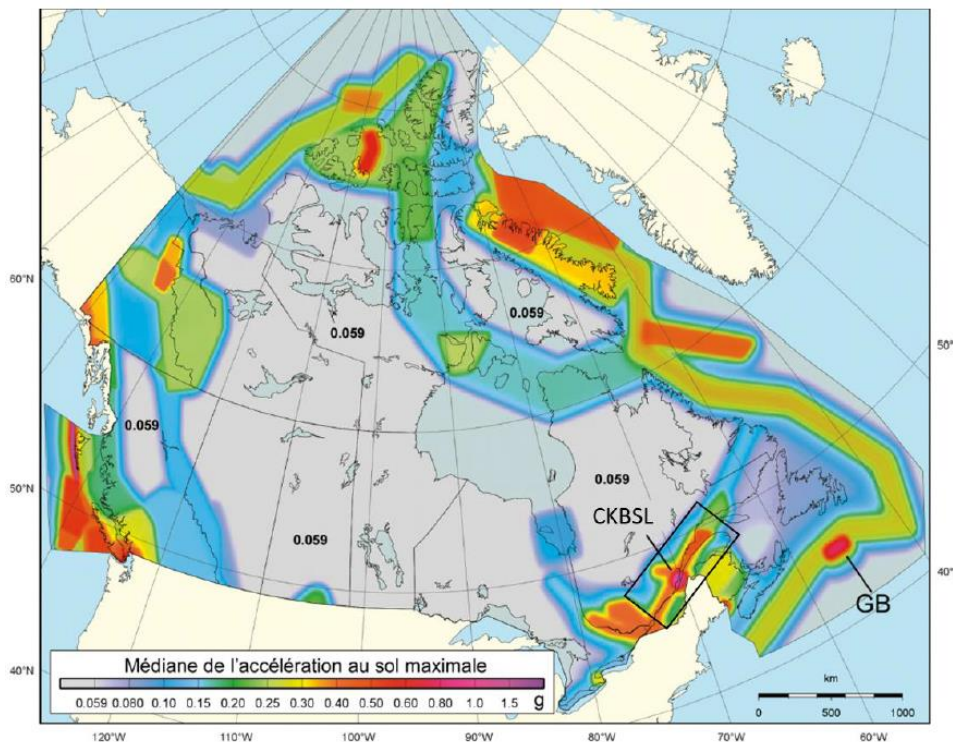 60°N
50°N
40°N
50°
40°
0.059
0.059
0.059
0.059
0.059
CKBSL
GB
Médiane de l'accélération au sol maximale
0.059 0.080 0.10 0.15 0.20 0.25 0.30 0.40 0.50 0.60 0.80 1.0 1.5 g
km
0 500 1000
120°W 110°W 100°W 90°W 80°W 70°W 60°W